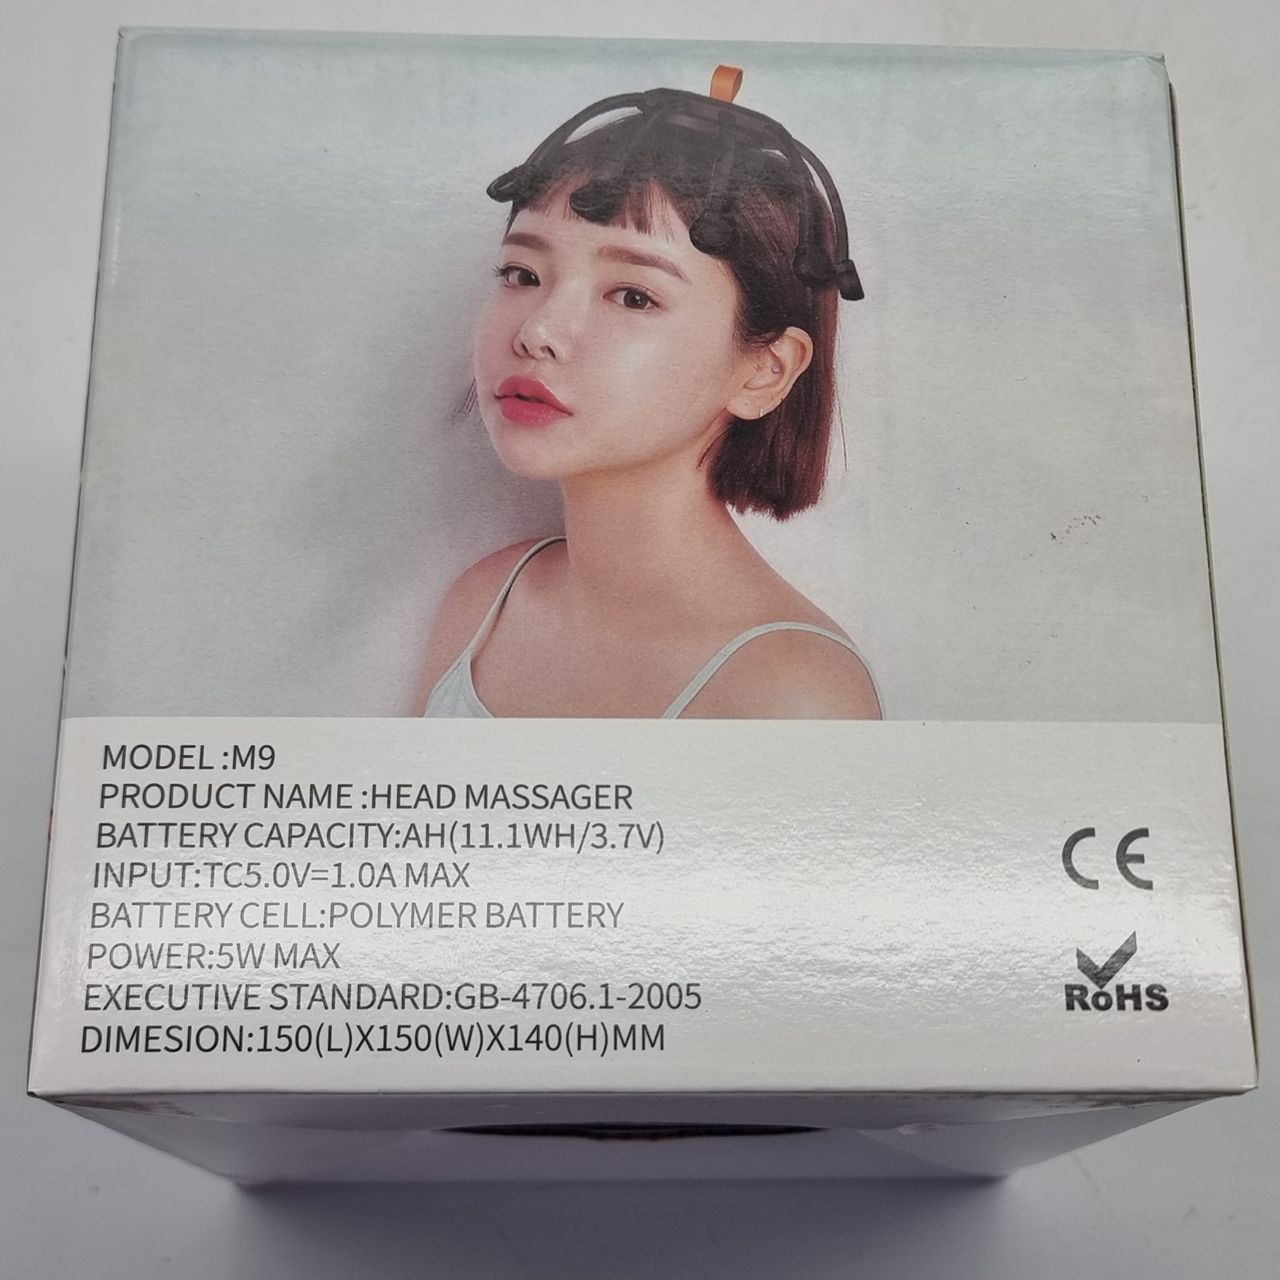 MODEL :M9
PRODUCT NAME :HEAD MASSAGER
BATTERY CAPACITY:AH(11.1WH/3.7V)
INPUT:TC5.0V=1.0A MAX
BATTERY CELL:POLYMER BATTERY
POWER:5W MAX
EXECUTIVE STANDARD:GB-4706.1-2005
DIMESION:150(L)X150(W)X140(H)MM
CE
RoHS